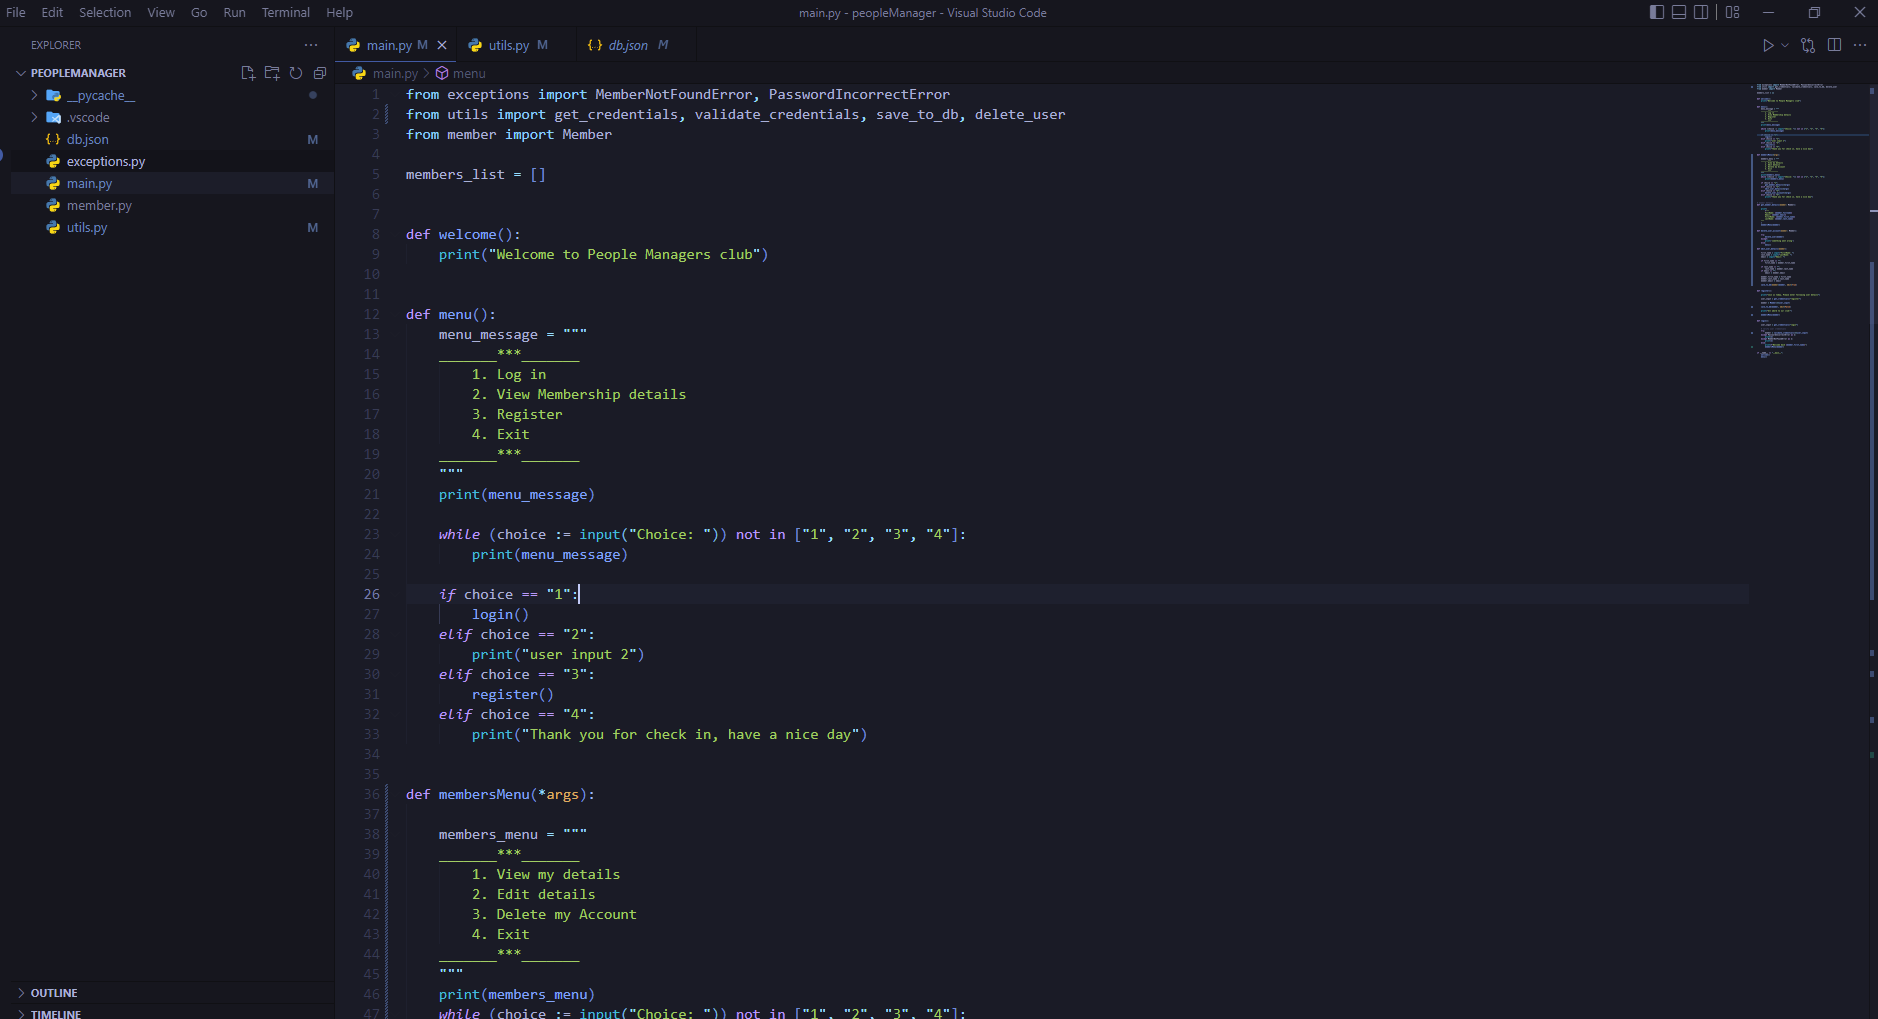 File Edit Selection View Go Run Terminal Help
main.py - peopleManager - Visual Studio Code
EXPLORER
PEOPLEMANAGER
__pycache__
.vscode
db.json M
exceptions.py
main.py M
member.py
utils.py M
OUTLINE
TIMELINE
main.py M utils.py M db.json M
main.py > menu
1 from exceptions import MemberNotFoundError, PasswordIncorrectError
2 from utils import get_credentials, validate_credentials, save_to_db, delete_user
3 from member import Member
4
5 members_list = []
6
7
8 def welcome():
9     print("Welcome to People Managers club")
10
11
12 def menu():
13     menu_message = """
14     _______***_______
15         1. Log in
16         2. View Membership details
17         3. Register
18         4. Exit
19     _______***_______
20     """
21     print(menu_message)
22
23     while (choice := input("Choice: ")) not in ["1", "2", "3", "4"]:
24         print(menu_message)
25
26     if choice == "1":
27         login()
28     elif choice == "2":
29         print("user input 2")
30     elif choice == "3":
31         register()
32     elif choice == "4":
33         print("Thank you for check in, have a nice day")
34
35
36 def membersMenu(*args):
37
38     members_menu = """
39     _______***_______
40         1. View my details
41         2. Edit details
42         3. Delete my Account
43         4. Exit
44     _______***_______
45     """
46     print(members_menu)
47     while (choice := input("Choice: ")) not in ["1", "2", "3", "4"]: